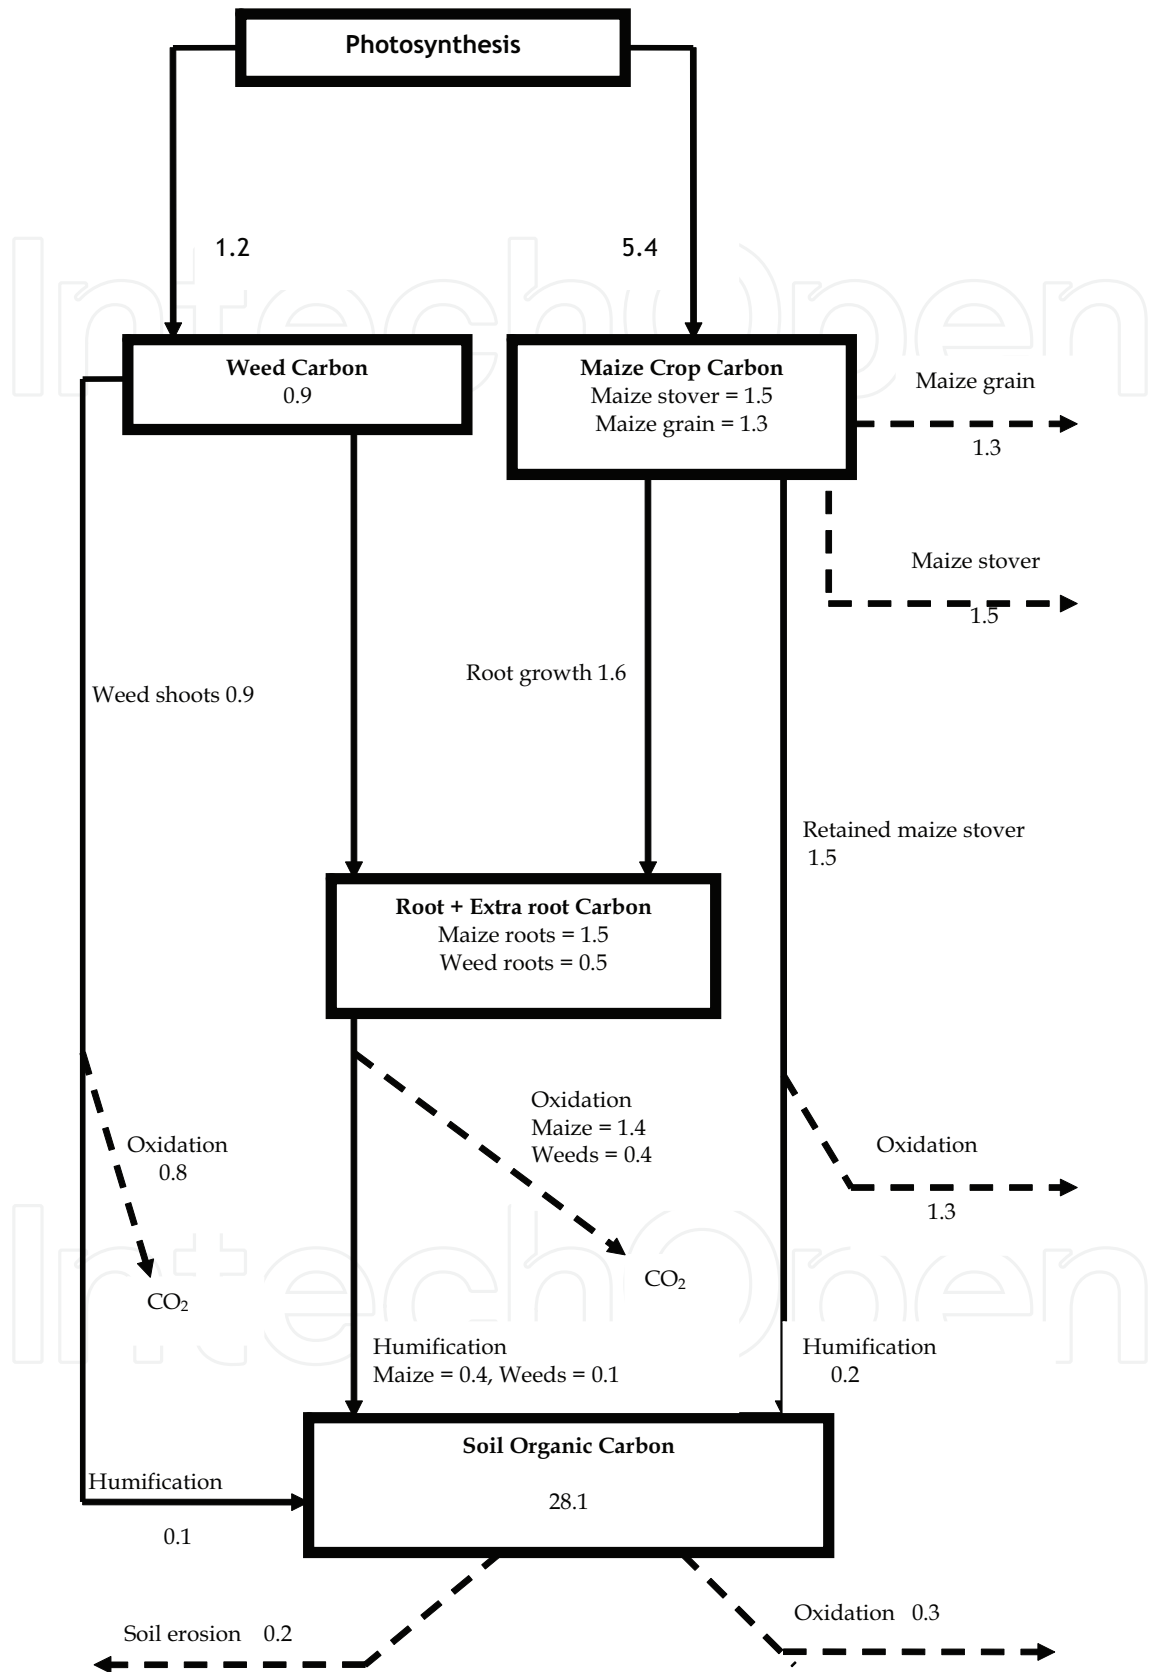 Photosynthesis
1.2
5.4
IntechOpen
Weed Carbon
0.9
Maize Crop Carbon
Maize stover = 1.5
Maize grain = 1.3
Maize grain
1.3
Maize stover
1.5
Root growth 1.6
Weed shoots 0.9
Retained maize stover
1.5
Root + Extra root Carbon
Maize roots = 1.5
Weed roots = 0.5
Oxidation
Maize = 1.4
Weeds = 0.4
Oxidation
0.8
Oxidation
1.3
CO₂
CO₂
IntechOpen
Humification
Maize = 0.4, Weeds = 0.1
Humification
0.2
Soil Organic Carbon
28.1
Humification
0.1
Oxidation 0.3
Soil erosion 0.2